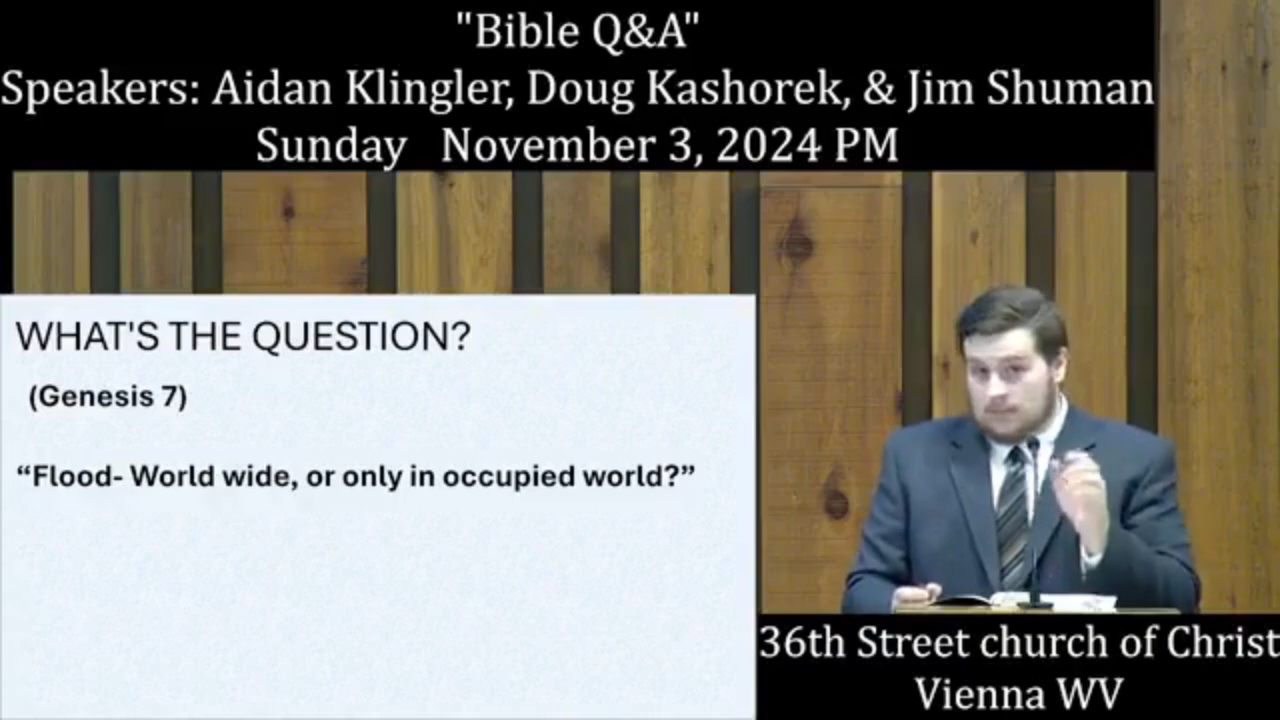 "Bible Q&A"
Speakers: Aidan Klingler, Doug Kashorek, & Jim Shuman
Sunday November 3, 2024 PM
WHAT'S THE QUESTION?
(Genesis 7)
“Flood- World wide, or only in occupied world?”
36th Street church of Christ
Vienna WV